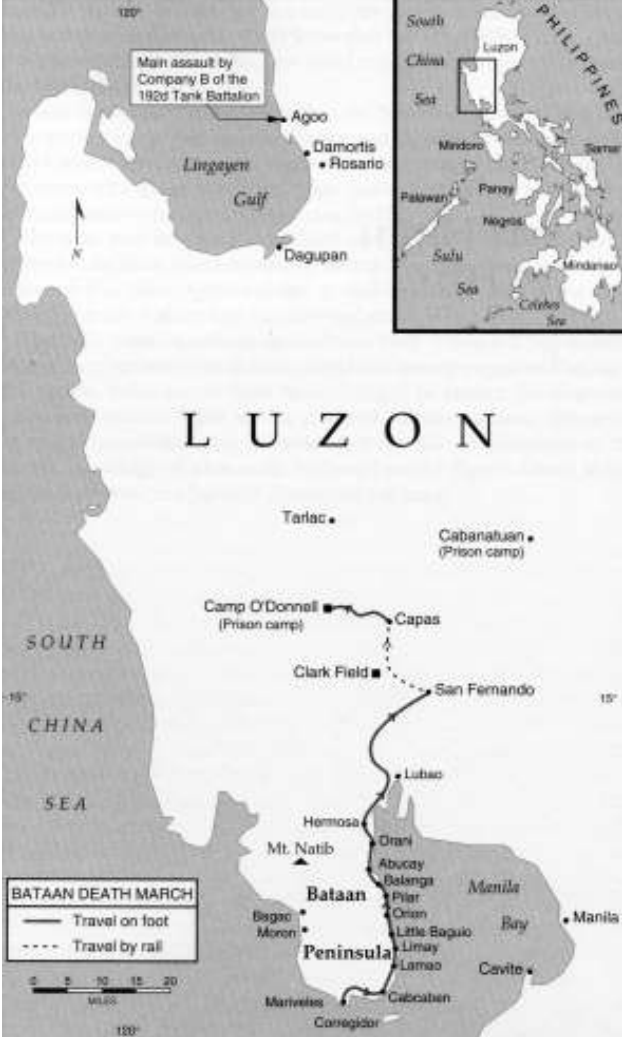 120°
Main assault by
Company B of the
192d Tank Battalion
Agoo
Damortis
Rosario
Lingayen
Gulf
Dagupan
N
South
China
Sea
PHILIPPINES
Luzon
Mindoro
Samar
Palawan
Panay
Negros
Sulu
Sea
Mindanao
Celebes
Sea
LUZON
Tarlac
Cabanatuan
(Prison camp)
Camp O'Donnell
(Prison camp)
Capas
SOUTH
Clark Field
San Fernando
15°
15°
CHINA
Lubao
SEA
Hermosa
Orani
Mt. Natib
Abucay
Balanga
Bataan
Pilar
Manila
Orion
Bagac
Bay
Manila
Moron
Little Baguio
Peninsula
Limay
Lamao
Cavite
Cabcaben
Mariveles
Corregidor
BATAAN DEATH MARCH
Travel on foot
Travel by rail
0 5 10 15 20
MILES
120°